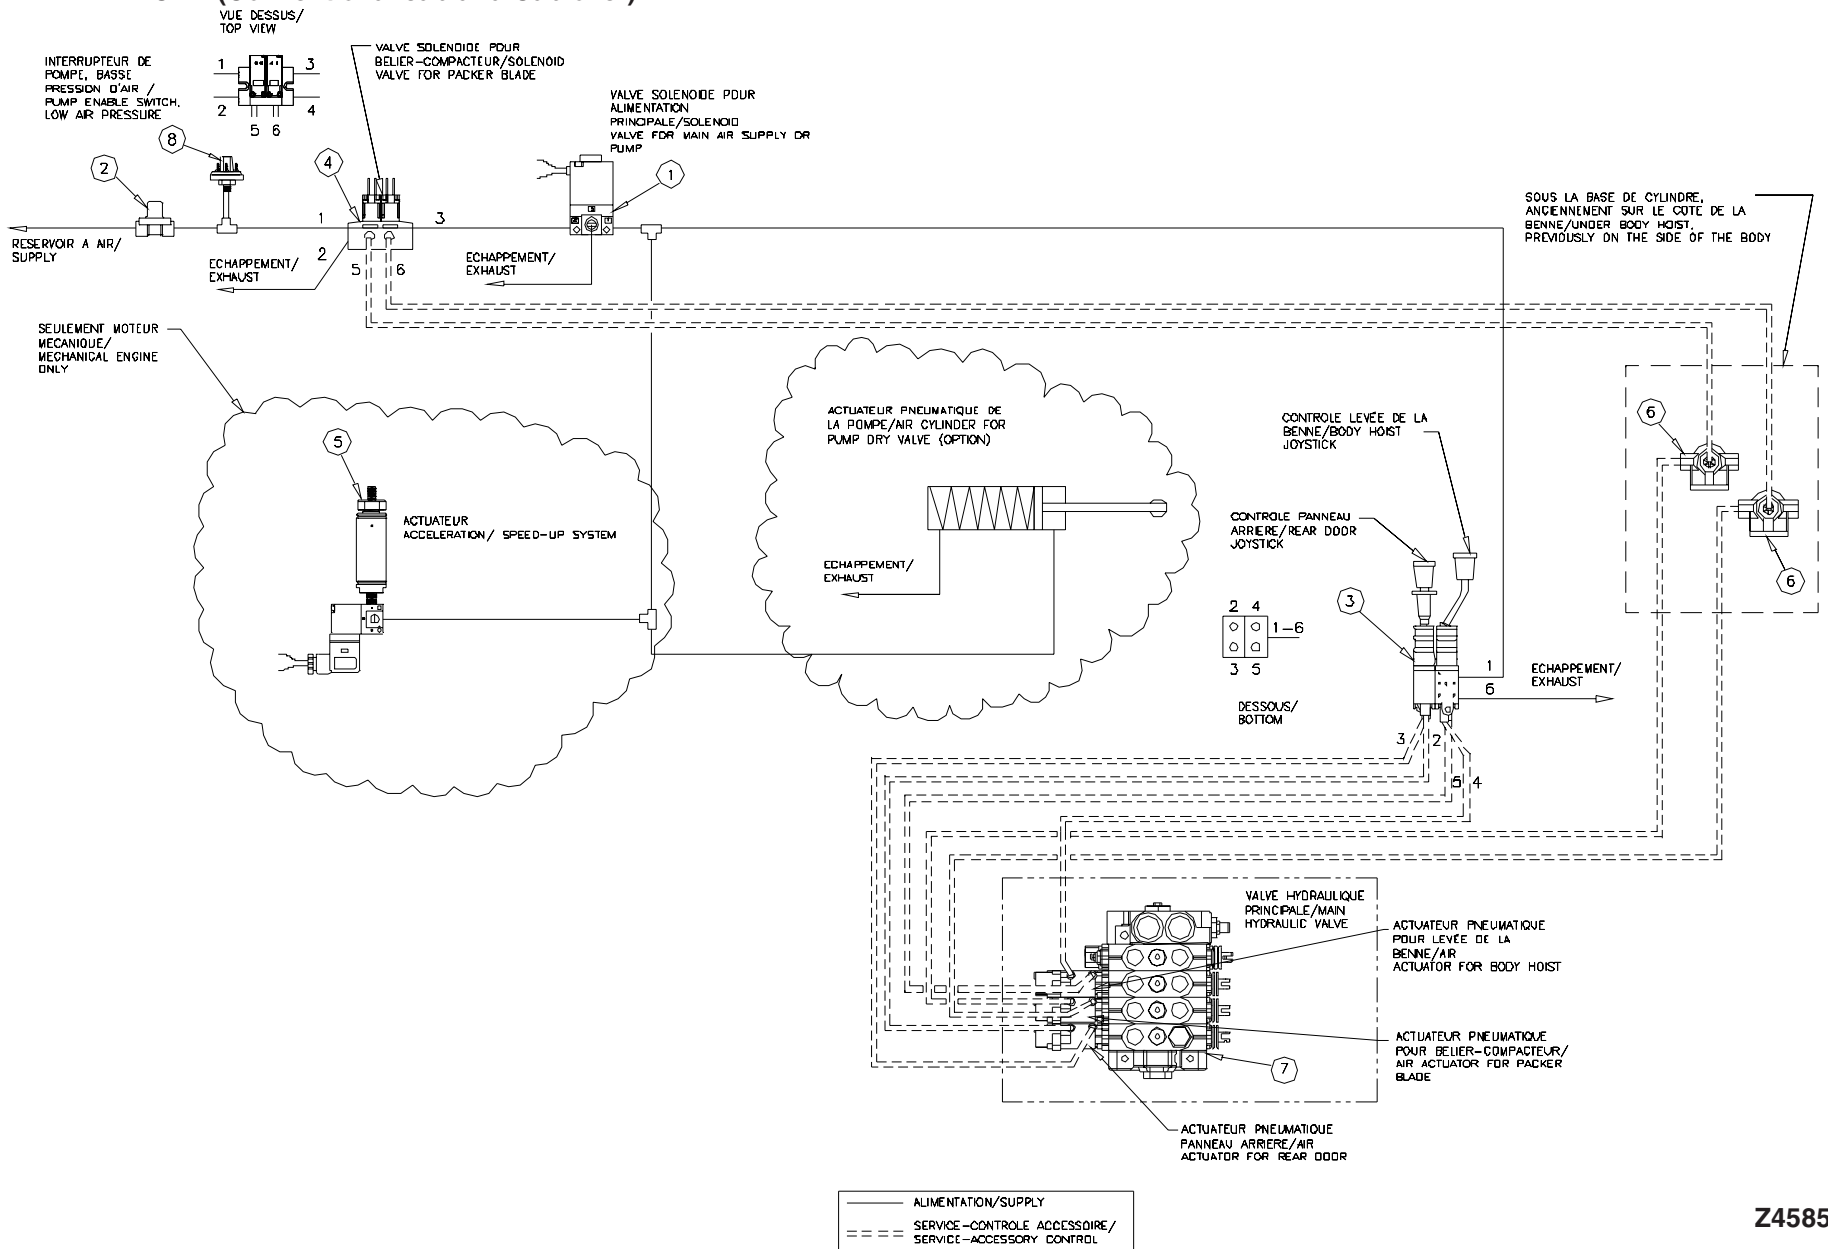 VUE DESSUS/
TOP VIEW
INTERRUPTEUR DE
POMPE, BASSE
PRESSION D'AIR /
PUMP ENABLE SWITCH,
LOW AIR PRESSURE
1
3
2
4
5 6
VALVE SOLENOIDE POUR
BELIER-COMPACTEUR/SOLENOID
VALVE FOR PACKER BLADE
VALVE SOLENOIDE POUR
ALIMENTATION
PRINCIPALE/SOLENOID
VALVE FOR MAIN AIR SUPPLY OR
PUMP
8
2
4
1
1
3
2
5
6
RESERVOIR A AIR/
SUPPLY
ECHAPPEMENT/
EXHAUST
ECHAPPEMENT/
EXHAUST
SOUS LA BASE DE CYLINDRE,
ANCIENNEMENT SUR LE COTE DE LA
BENNE/UNDER BODY HOIST,
PREVIOUSLY ON THE SIDE OF THE BODY
SEULEMENT MOTEUR
MECANIQUE/
MECHANICAL ENGINE
ONLY
5
ACTUATEUR
ACCELERATION/ SPEED-UP SYSTEM
ACTUATEUR PNEUMATIQUE DE
LA POMPE/AIR CYLINDER FOR
PUMP DRY VALVE (OPTION)
ECHAPPEMENT/
EXHAUST
CONTROLE LEVÉE DE LA
BENNE/BODY HOIST
JOYSTICK
CONTROLE PANNEAU
ARRIERE/REAR DOOR
JOYSTICK
6
6
3
2 4
1-6
3 5
DESSOUS/
BOTTOM
1
6
ECHAPPEMENT/
EXHAUST
3
2
5
4
VALVE HYDRAULIQUE
PRINCIPALE/MAIN
HYDRAULIC VALVE
ACTUATEUR PNEUMATIQUE
POUR LEVÉE DE LA
BENNE/AIR
ACTUATOR FOR BODY HOIST
ACTUATEUR PNEUMATIQUE
POUR BELIER-COMPACTEUR/
AIR ACTUATOR FOR PACKER
BLADE
7
ACTUATEUR PNEUMATIQUE
PANNEAU ARRIERE/AIR
ACTUATOR FOR REAR DOOR
ALIMENTATION/SUPPLY
SERVICE-CONTROLE ACCESSOIRE/
SERVICE-ACCESSORY CONTROL
Z4585